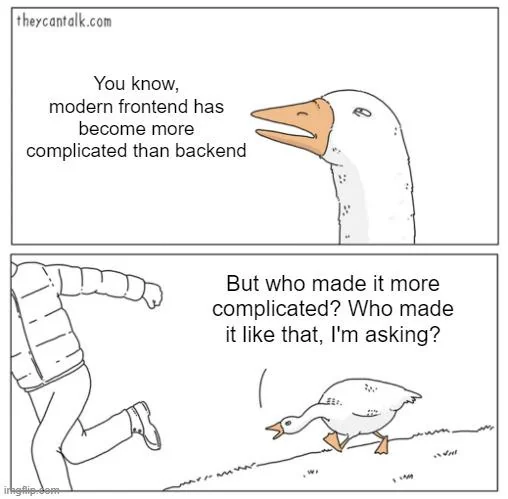 theycantalk.com
You know,
modern frontend has
become more
complicated than backend
But who made it more
complicated? Who made
it like that, I'm asking?
imgflip.com